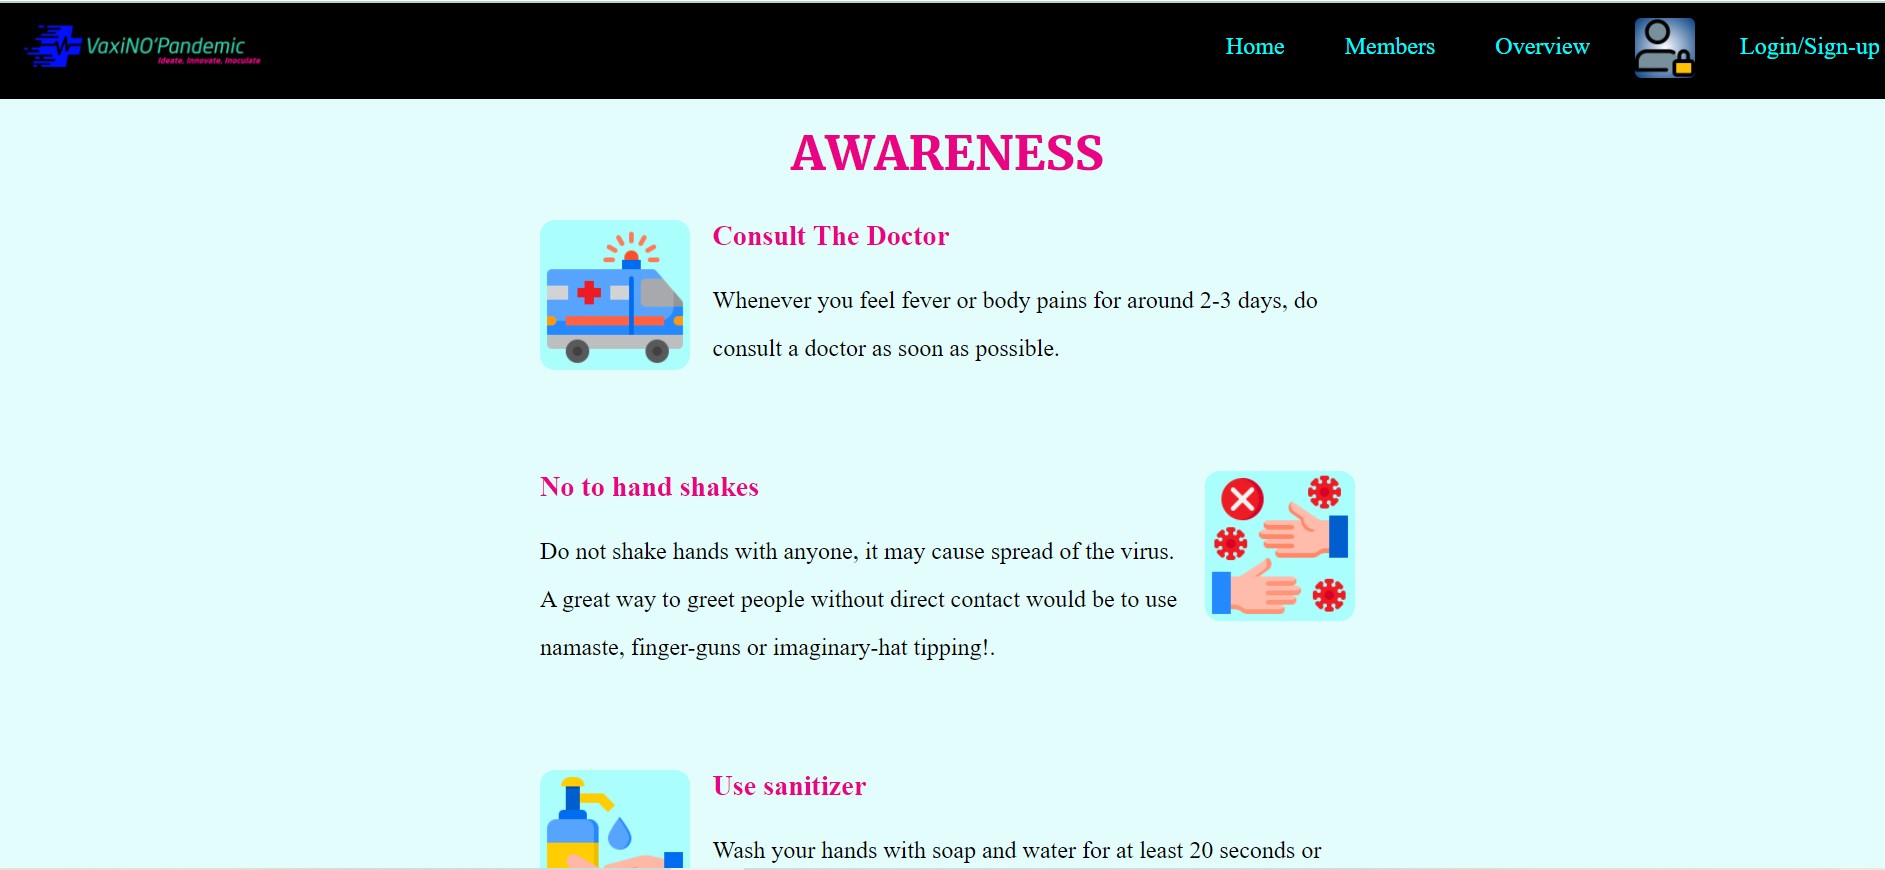 VaxiNO'Pandemic
Ideate, Innovate, Inoculate
Home Members Overview Login/Sign-up
AWARENESS
Consult The Doctor
Whenever you feel fever or body pains for around 2-3 days, do
consult a doctor as soon as possible.
No to hand shakes
Do not shake hands with anyone, it may cause spread of the virus.
A great way to greet people without direct contact would be to use
namaste, finger-guns or imaginary-hat tipping!.
Use sanitizer
Wash your hands with soap and water for at least 20 seconds or